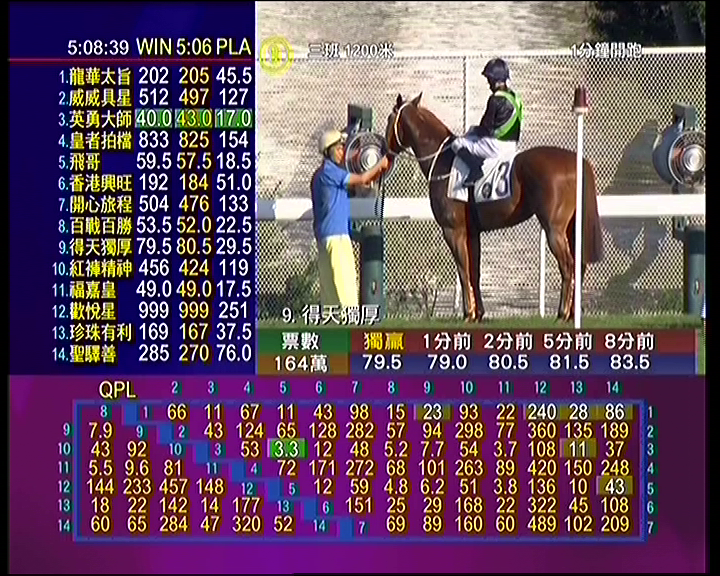 5:08:39 WIN 5:06 PLA
1.龍華太旨 202 205 45.5
2.威威具星 512 497 127
3.英勇大師 40.0 43.0 17.0
4.皇者拍檔 833 825 154
5.飛哥 59.5 57.5 18.5
6.香港興旺 192 184 51.0
7.開心旅程 504 476 133
8.百戰百勝 53.5 52.0 22.5
9.得天獨厚 79.5 80.5 29.5
10.紅褲精神 456 424 119
11.福嘉皇 49.0 49.0 17.5
12.歡悅星 999 999 251
13.珍珠有利 169 167 37.5
14.聖驛善 285 270 76.0
9 三班 1200米 1分鐘開跑
13
9. 得天獨厚
票數 獨贏 1分前 2分前 5分前 8分前
164萬 79.5 79.0 80.5 81.5 83.5
QPL 2 3 4 5 6 7 8 9 10 11 12 13 14
8 1 66 11 67 11 43 98 15 23 93 22 240 28 86 1
9 7.9 9 2 43 124 65 128 282 57 94 298 77 360 135 189 2
10 43 92 10 3 53 3.3 12 48 5.2 7.7 54 3.7 108 11 37 3
11 5.5 9.6 81 11 4 72 171 272 68 101 263 89 420 150 248 4
12 144 233 457 148 12 5 12 59 4.8 6.2 51 3.8 136 10 43 5
13 18 22 142 14 177 13 6 151 25 29 168 22 322 45 108 6
14 60 65 284 47 320 52 14 7 69 89 160 60 489 102 209 7